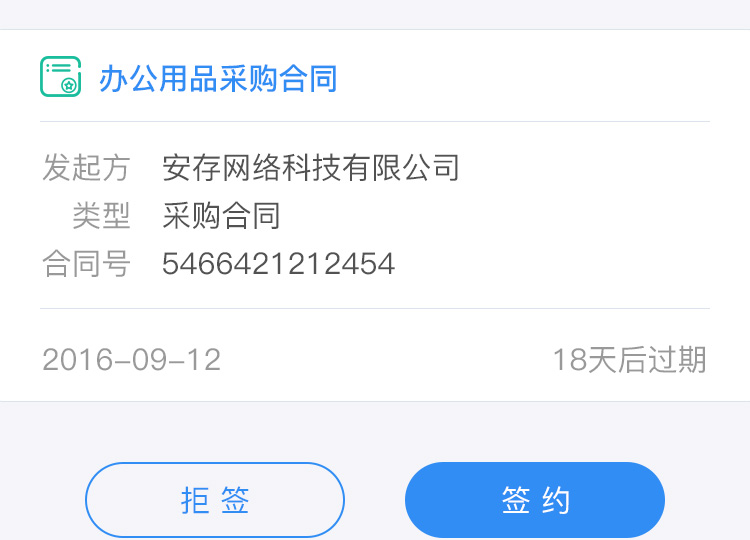 办公用品采购合同
发起方 安存网络科技有限公司
类型 采购合同
合同号 5466421212454
2016-09-12 18天后过期
拒 签 签 约